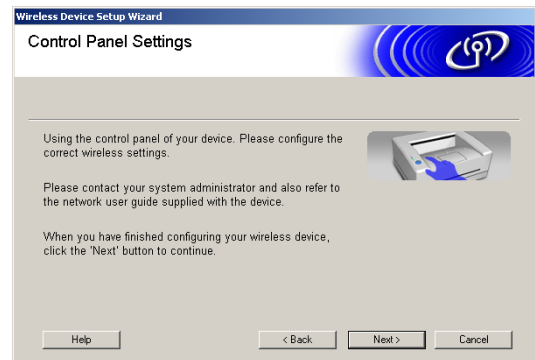 Wireless Device Setup Wizard
Control Panel Settings
Using the control panel of your device. Please configure the
correct wireless settings.
Please contact your system administrator and also refer to
the network user guide supplied with the device.
When you have finished configuring your wireless device,
click the 'Next' button to continue.
Help < Back Next > Cancel